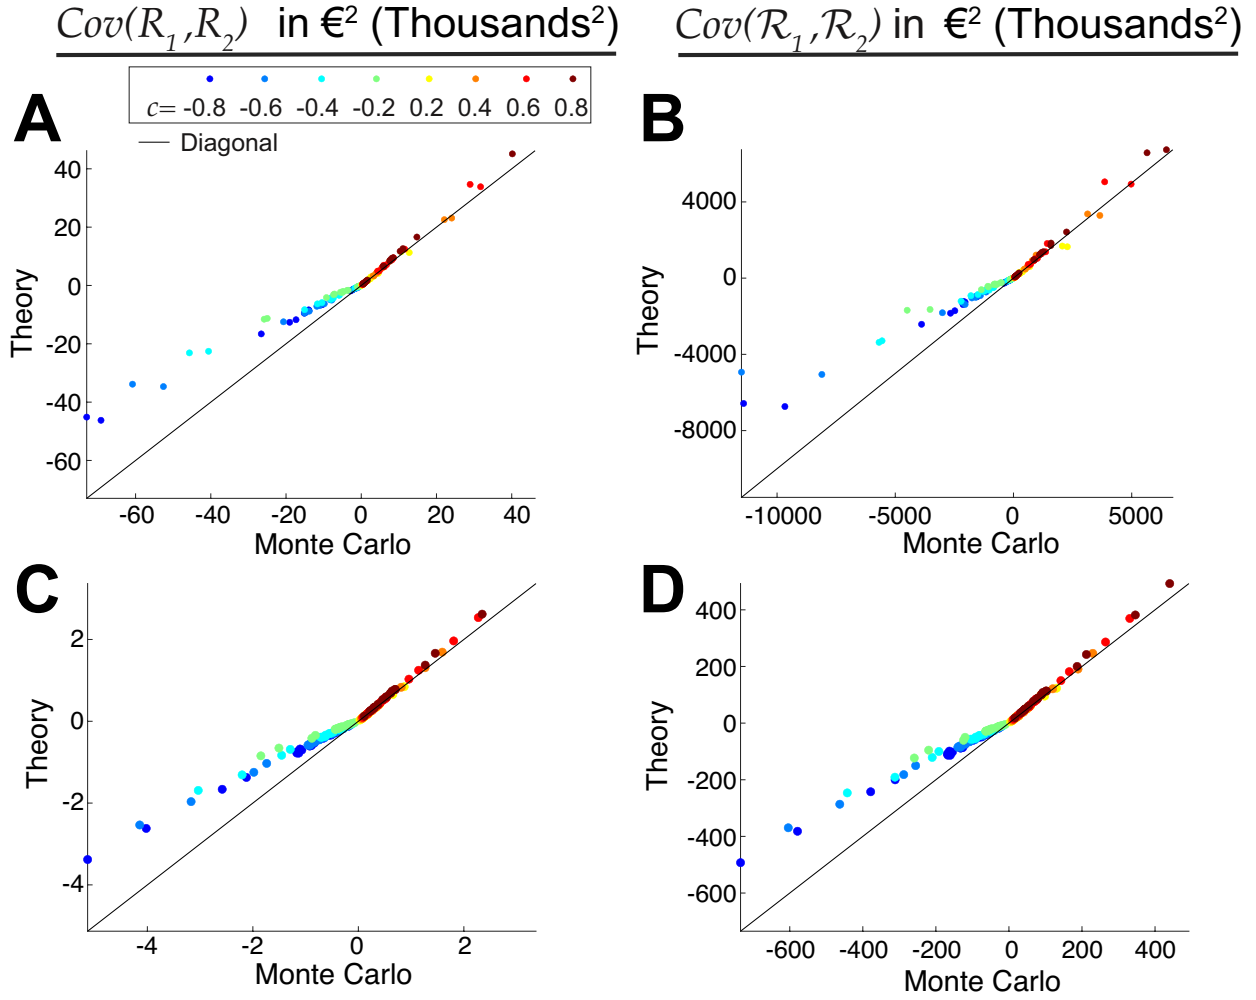 Cov(R₁,R₂) in €² (Thousands²)
Cov(ℛ₁,ℛ₂) in €² (Thousands²)
c= -0.8 -0.6 -0.4 -0.2 0.2 0.4 0.6 0.8
Diagonal
A
40
20
0
-20
-40
-60
Theory
-60 -40 -20 0 20 40
Monte Carlo
B
4000
0
-4000
-8000
Theory
-10000 -5000 0 5000
Monte Carlo
C
2
0
-2
-4
Theory
-4 -2 0 2
Monte Carlo
D
400
200
0
-200
-400
-600
Theory
-600 -400 -200 0 200 400
Monte Carlo